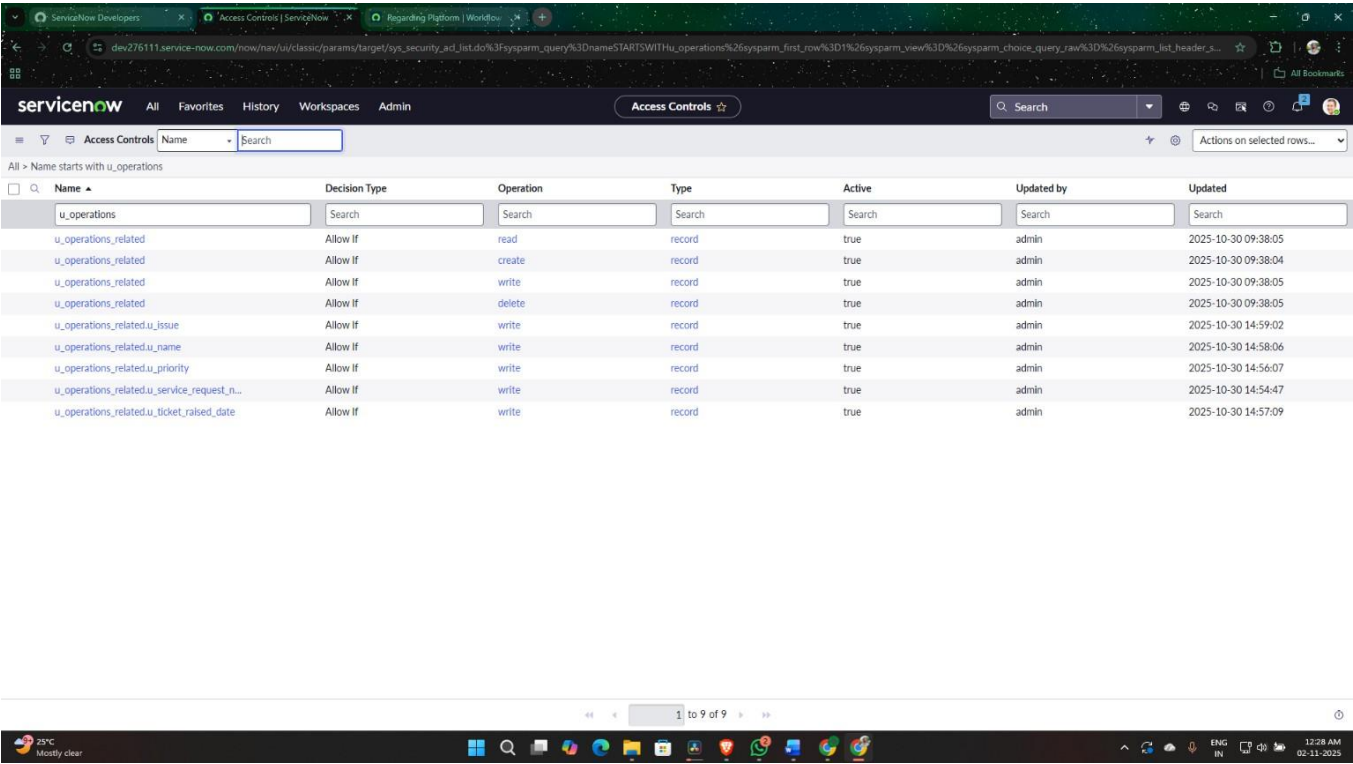 ServiceNow Developers
Access Controls | ServiceNow
Regarding Platform | Workflow
dev276111.service-now.com/now/nav/ui/classic/params/target/sys_security_acl_list.do%3Fsysparm_query%3DnameSTARTSWITHu_operations%26sysparm_first_row%3D1%26sysparm_view%3D%26sysparm_choice_query_raw%3D%26sysparm_list_header_s...
All Bookmarks
servicenow All Favorites History Workspaces Admin Access Controls Search 2
Access Controls Name Search Actions on selected rows...
All > Name starts with u_operations
Name Decision Type Operation Type Active Updated by Updated
u_operations Search Search Search Search Search Search
u_operations_related Allow If read record true admin 2025-10-30 09:38:05
u_operations_related Allow If create record true admin 2025-10-30 09:38:04
u_operations_related Allow If write record true admin 2025-10-30 09:38:05
u_operations_related Allow If delete record true admin 2025-10-30 09:38:05
u_operations_related.u_issue Allow If write record true admin 2025-10-30 14:59:02
u_operations_related.u_name Allow If write record true admin 2025-10-30 14:58:06
u_operations_related.u_priority Allow If write record true admin 2025-10-30 14:56:07
u_operations_related.u_service_request_n... Allow If write record true admin 2025-10-30 14:54:47
u_operations_related.u_ticket_raised_date Allow If write record true admin 2025-10-30 14:57:09
1 to 9 of 9
25°C
Mostly clear
ENG
IN
12:28 AM
02-11-2025